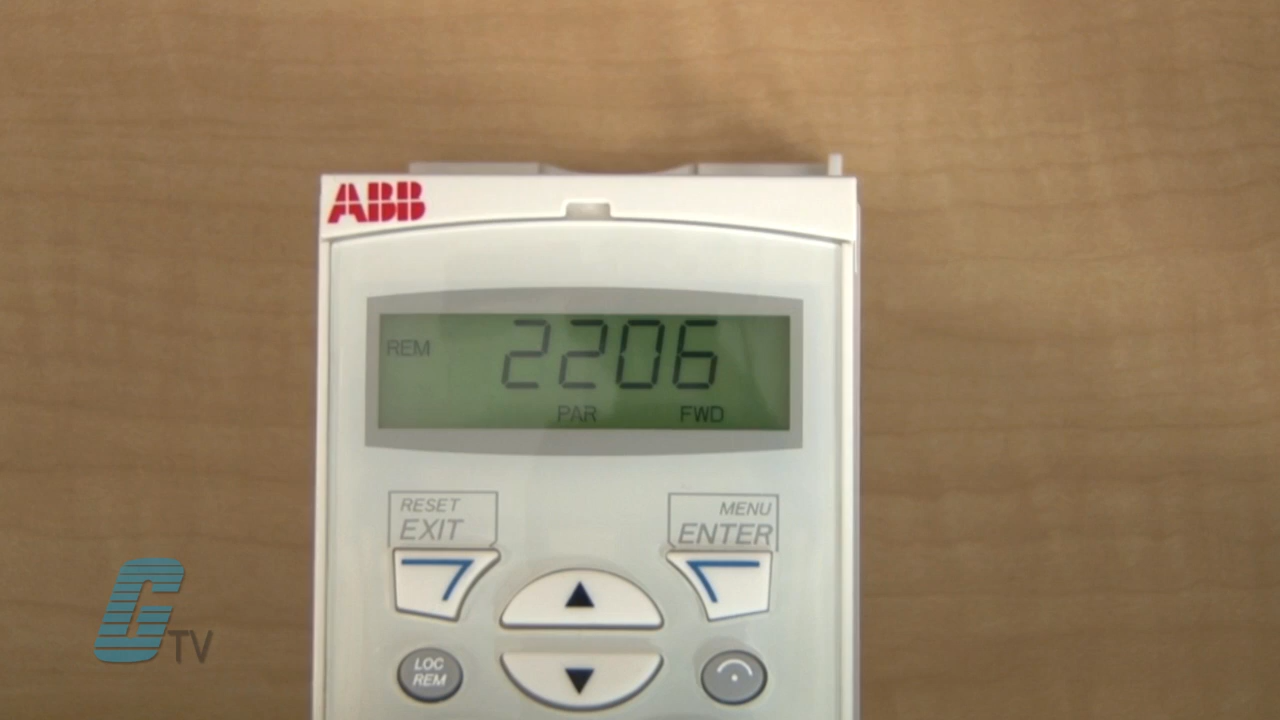 ABB
REM
2206
PAR FWD
RESET
EXIT
MENU
ENTER
LOC
REM
G TV